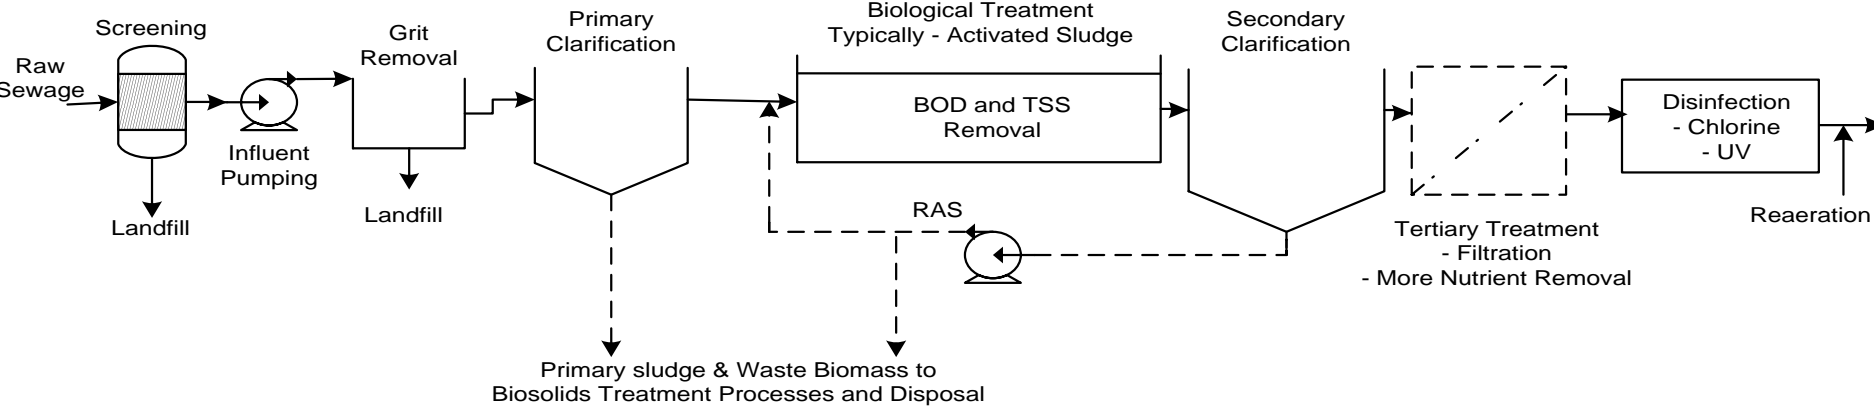 Screening
Raw
Sewage
Landfill
Influent
Pumping
Grit
Removal
Landfill
Primary
Clarification
Biological Treatment
Typically - Activated Sludge
BOD and TSS
Removal
RAS
Primary sludge & Waste Biomass to
Biosolids Treatment Processes and Disposal
Secondary
Clarification
Tertiary Treatment
- Filtration
- More Nutrient Removal
Disinfection
- Chlorine
- UV
Reaeration